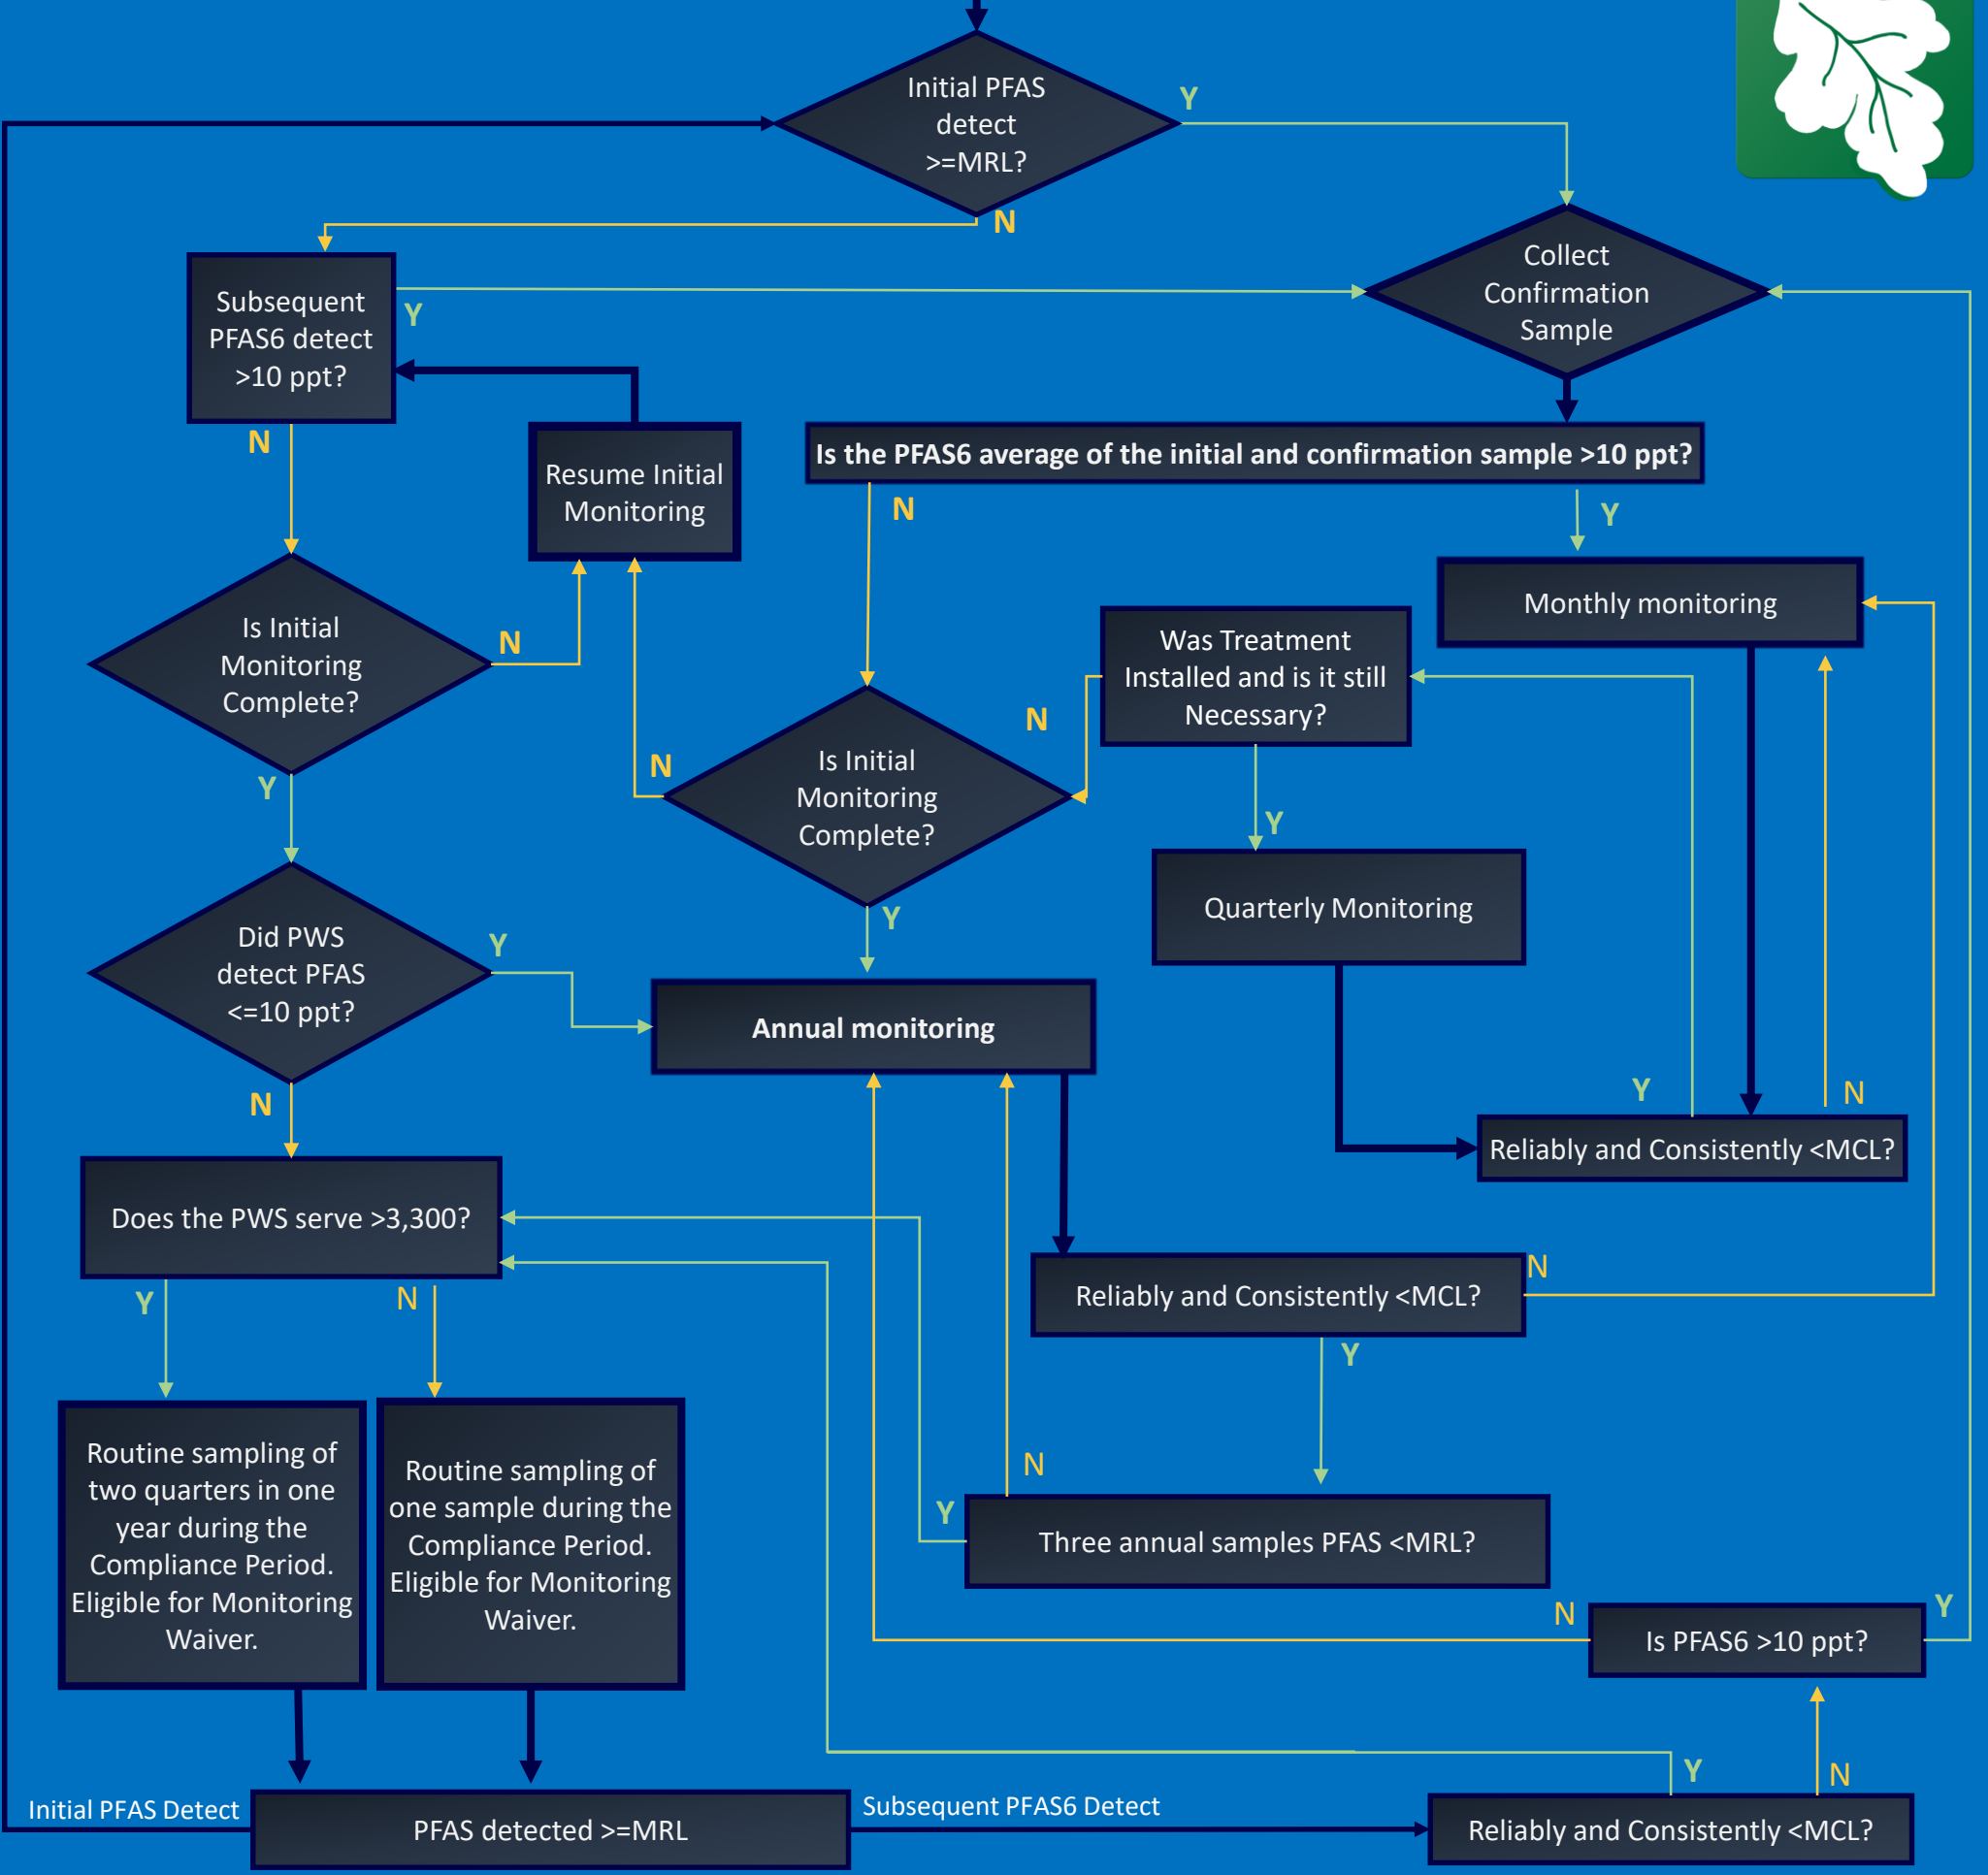 Initial PFAS
detect
>=MRL?
Y
N
Collect
Confirmation
Sample
Subsequent
PFAS6 detect
>10 ppt?
Y
N
Resume Initial
Monitoring
Is the PFAS6 average of the initial and confirmation sample >10 ppt?
N
Y
Monthly monitoring
Is Initial
Monitoring
Complete?
N
Y
Was Treatment
Installed and is it still
Necessary?
N
Y
Is Initial
Monitoring
Complete?
N
Y
Quarterly Monitoring
Did PWS
detect PFAS
<=10 ppt?
Y
N
Annual monitoring
Y
N
Reliably and Consistently <MCL?
Does the PWS serve >3,300?
Y
N
Reliably and Consistently <MCL?
N
Y
Routine sampling of
two quarters in one
year during the
Compliance Period.
Eligible for Monitoring
Waiver.
Routine sampling of
one sample during the
Compliance Period.
Eligible for Monitoring
Waiver.
N
Y
Three annual samples PFAS <MRL?
N
Is PFAS6 >10 ppt?
Y
Initial PFAS Detect
PFAS detected >=MRL
Subsequent PFAS6 Detect
Y
N
Reliably and Consistently <MCL?